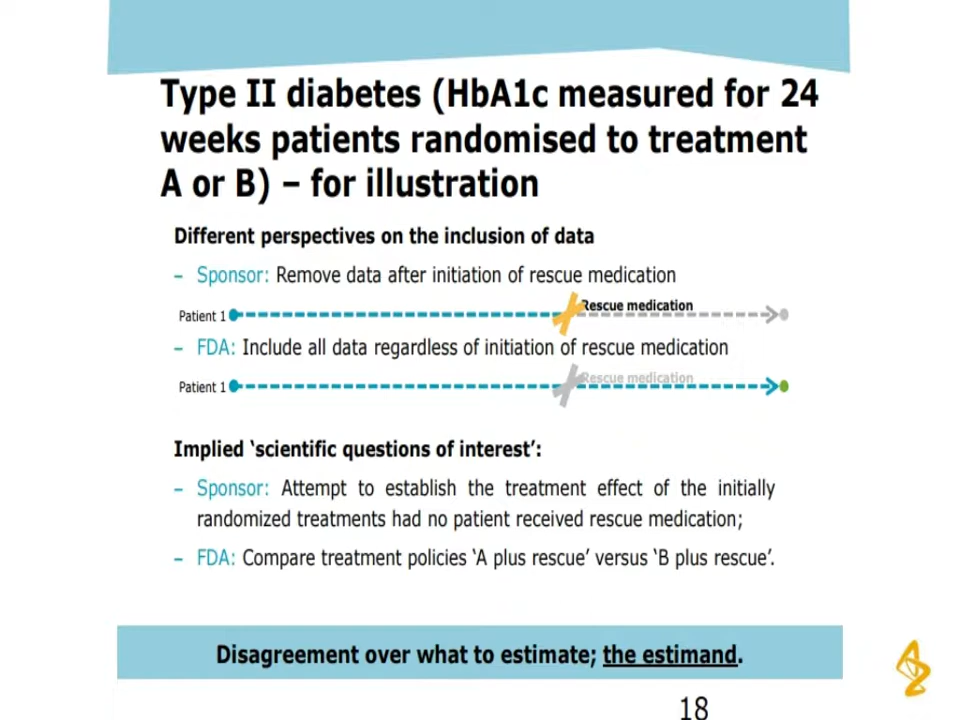 Type II diabetes (HbA1c measured for 24
weeks patients randomised to treatment
A or B) – for illustration
Different perspectives on the inclusion of data
– Sponsor: Remove data after initiation of rescue medication
Rescue medication
Patient 1
– FDA: Include all data regardless of initiation of rescue medication
Rescue medication
Patient 1
Implied ‘scientific questions of interest’:
– Sponsor: Attempt to establish the treatment effect of the initially
randomized treatments had no patient received rescue medication;
– FDA: Compare treatment policies ‘A plus rescue’ versus ‘B plus rescue’.
Disagreement over what to estimate; the estimand.
18